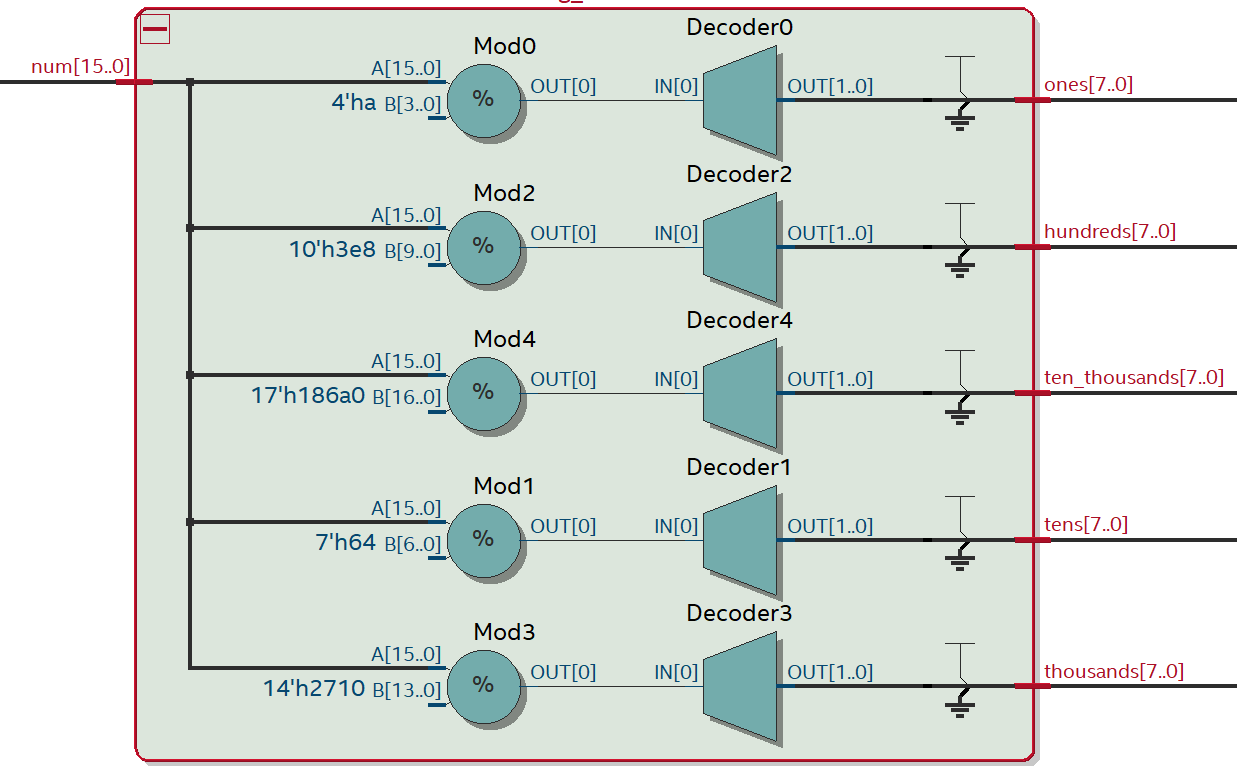 num[15..0]
Mod0
Decoder0
A[15..0]
4'ha B[3..0]
%
OUT[0]
IN[0]
OUT[1..0]
ones[7..0]
Mod2
Decoder2
A[15..0]
10'h3e8 B[9..0]
%
OUT[0]
IN[0]
OUT[1..0]
hundreds[7..0]
Mod4
Decoder4
A[15..0]
17'h186a0 B[16..0]
%
OUT[0]
IN[0]
OUT[1..0]
ten_thousands[7..0]
Mod1
Decoder1
A[15..0]
7'h64 B[6..0]
%
OUT[0]
IN[0]
OUT[1..0]
tens[7..0]
Mod3
Decoder3
A[15..0]
14'h2710 B[13..0]
%
OUT[0]
IN[0]
OUT[1..0]
thousands[7..0]